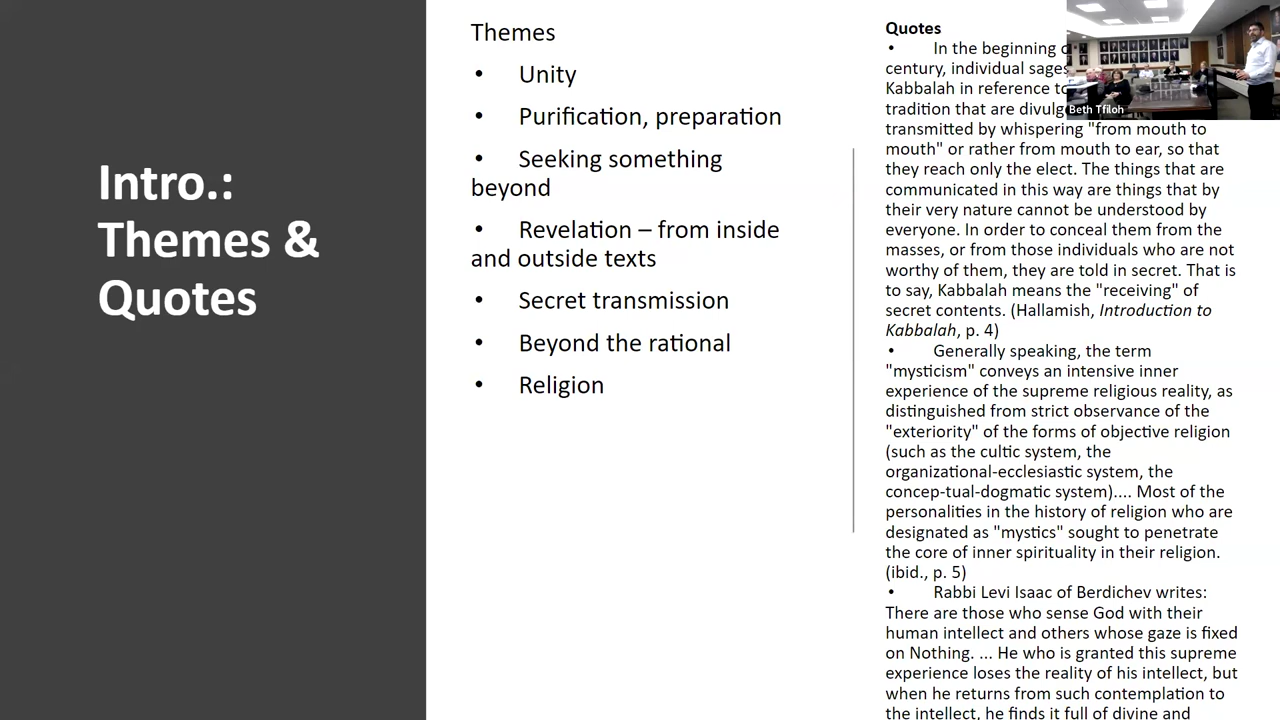 Intro.:
Themes &
Quotes
Themes
• Unity
• Purification, preparation
• Seeking something
beyond
• Revelation – from inside
and outside texts
• Secret transmission
• Beyond the rational
• Religion
Quotes
• In the beginning
century, individual sages
Kabbalah in reference to
tradition that are
transmitted by whispering "from mouth to
mouth" or rather from mouth to ear, so that
they reach only the elect. The things that are
communicated in this way are things that by
their very nature cannot be understood by
everyone. In order to conceal them from the
masses, or from those individuals who are not
worthy of them, they are told in secret. That is
to say, Kabbalah means the "receiving" of
secret contents. (Hallamish, Introduction to
Kabbalah, p. 4)
• Generally speaking, the term
"mysticism" conveys an intensive inner
experience of the supreme religious reality, as
distinguished from strict observance of the
"exteriority" of the forms of objective religion
(such as the cultic system, the
organizational-ecclesiastic system, the
concep-tual-dogmatic system).... Most of the
personalities in the history of religion who are
designated as "mystics" sought to penetrate
the core of inner spirituality in their religion.
(ibid., p. 5)
• Rabbi Levi Isaac of Berdichev writes:
There are those who sense God with their
human intellect and others whose gaze is fixed
on Nothing. ... He who is granted this supreme
experience loses the reality of his intellect, but
when he returns from such contemplation to
the intellect, he finds it full of divine and
Beth Tfiloh